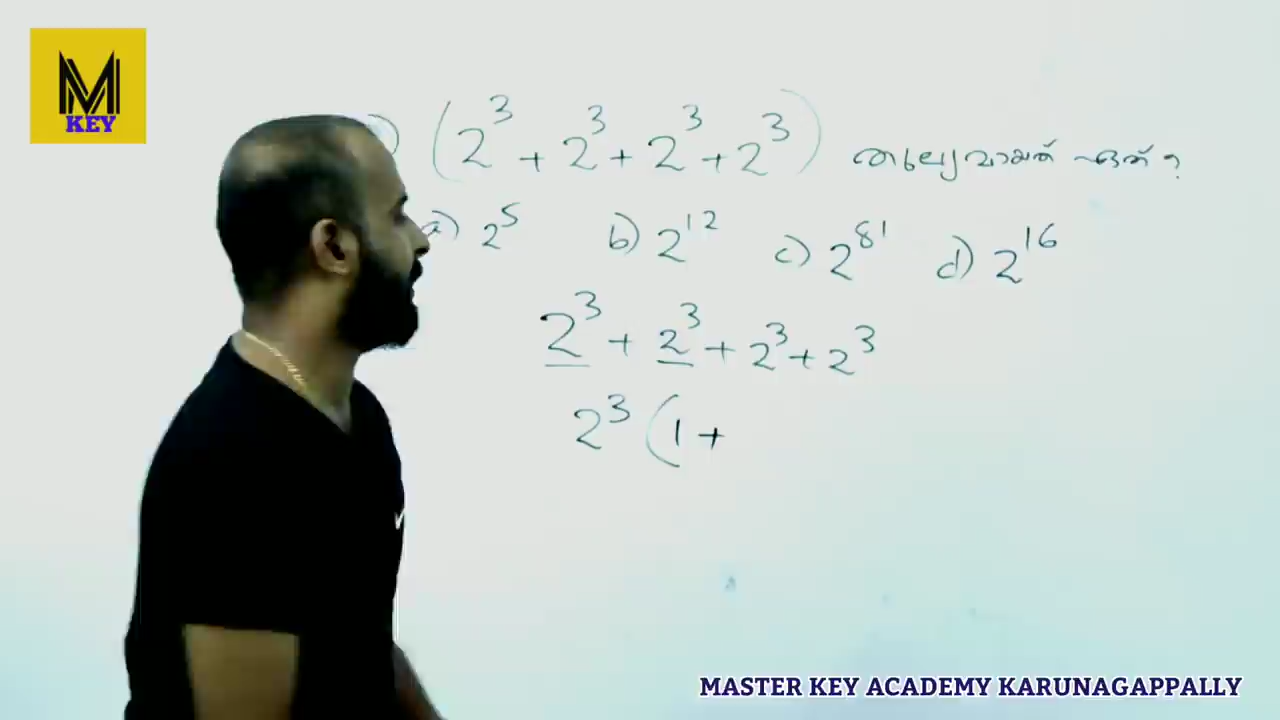 M
KEY
) (2³ + 2³ + 2³ + 2³) തുല്യമായത് ഏത് ?
a) 2⁵ b) 2¹² c) 2⁸¹ d) 2¹⁶
2³ + 2³ + 2³ + 2³
2³ (1 +
MASTER KEY ACADEMY KARUNAGAPPALLY